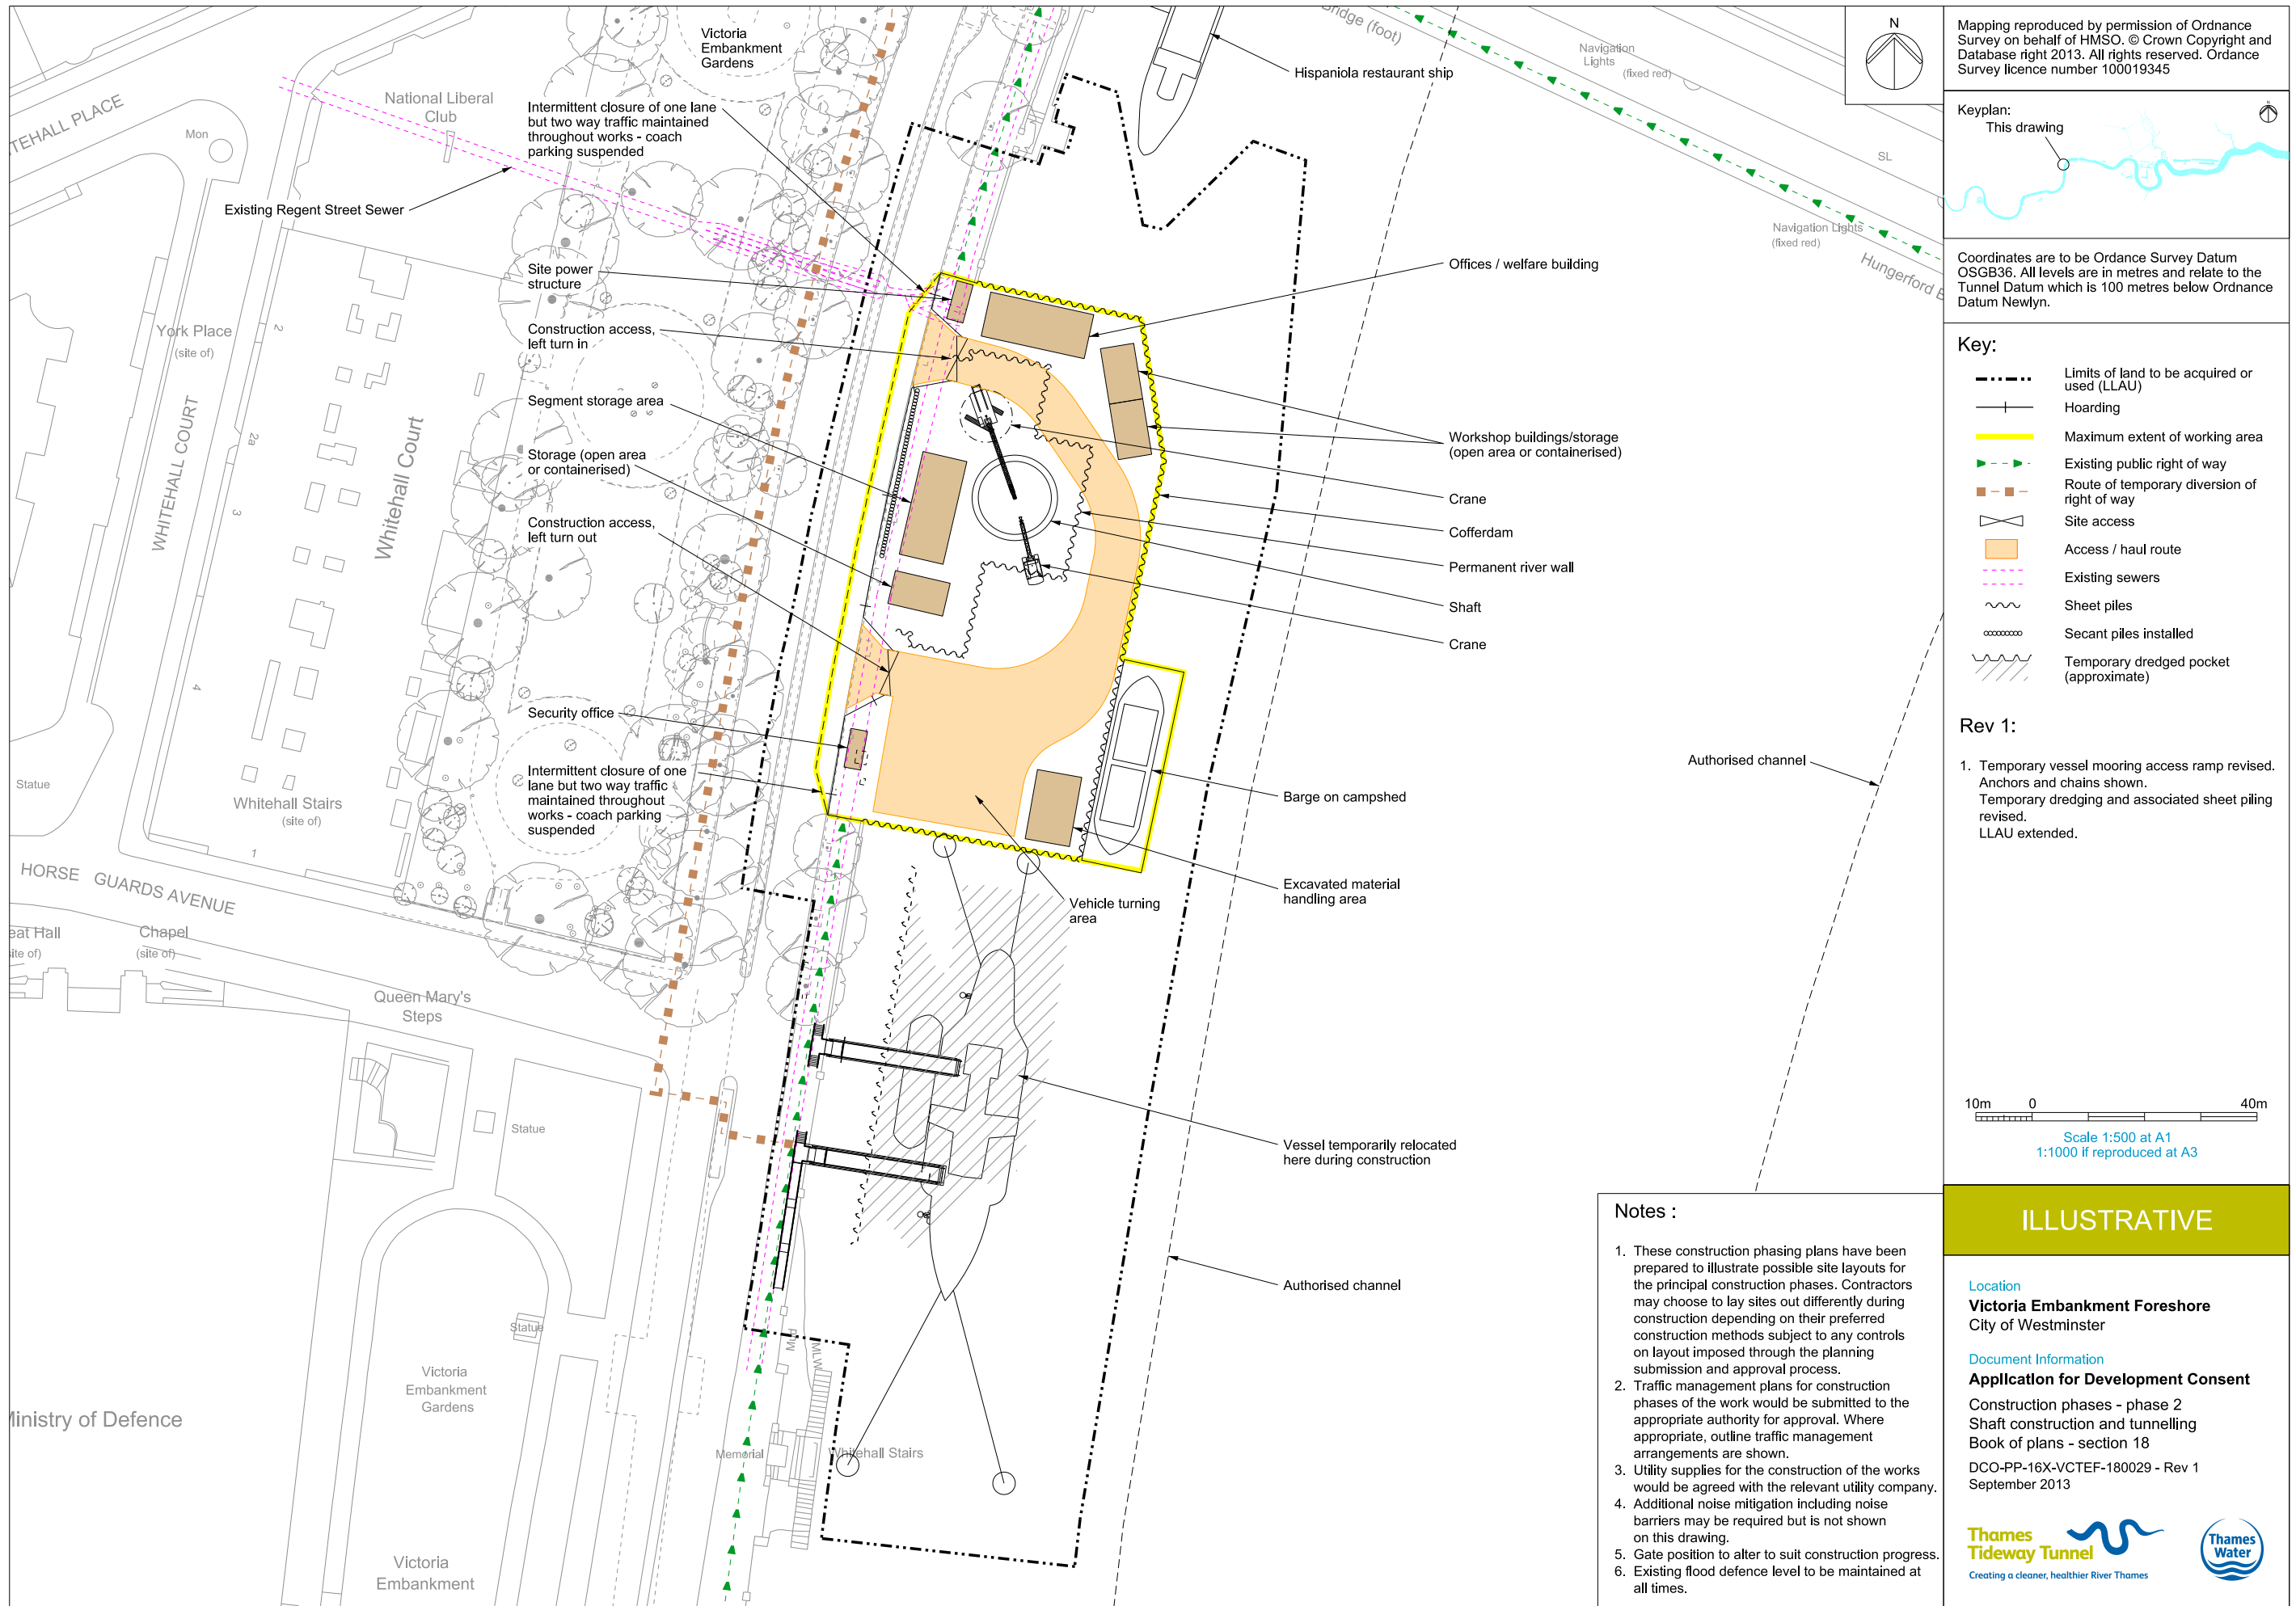 Victoria
Embankment
Gardens
Bridge (foot)
Navigation
Lights
(fixed red)
N
Hispaniola restaurant ship
National Liberal
Club
Intermittent closure of one lane
but two way traffic maintained
throughout works - coach
parking suspended
TEHALL PLACE
Mon
SL
Existing Regent Street Sewer
Navigation Lights
(fixed red)
Hungerford B
Site power
structure
Offices / welfare building
York Place
(site of)
2
Construction access,
left turn in
2a
WHITEHALL COURT
Whitehall Court
Segment storage area
Workshop buildings/storage
(open area or containerised)
Storage (open area
or containerised)
Crane
3
Construction access,
left turn out
Cofferdam
Permanent river wall
Shaft
Crane
4
Security office
Intermittent closure of one
lane but two way traffic
maintained throughout
works - coach parking
suspended
Authorised channel
Statue
Whitehall Stairs
(site of)
Barge on campshed
1
HORSE GUARDS AVENUE
Excavated material
handling area
Vehicle turning
area
eat Hall
site of)
Chapel
(site of)
Queen Mary's
Steps
Statue
Vessel temporarily relocated
here during construction
Authorised channel
Statue
Mud
MLW
Victoria
Embankment
Gardens
Ministry of Defence
Memorial
Whitehall Stairs
Victoria
Embankment
Notes :
1. These construction phasing plans have been
prepared to illustrate possible site layouts for
the principal construction phases. Contractors
may choose to lay sites out differently during
construction depending on their preferred
construction methods subject to any controls
on layout imposed through the planning
submission and approval process.
2. Traffic management plans for construction
phases of the work would be submitted to the
appropriate authority for approval. Where
appropriate, outline traffic management
arrangements are shown.
3. Utility supplies for the construction of the works
would be agreed with the relevant utility company.
4. Additional noise mitigation including noise
barriers may be required but is not shown
on this drawing.
5. Gate position to alter to suit construction progress.
6. Existing flood defence level to be maintained at
all times.
Mapping reproduced by permission of Ordnance
Survey on behalf of HMSO. © Crown Copyright and
Database right 2013. All rights reserved. Ordance
Survey licence number 100019345
Keyplan:
This drawing
Coordinates are to be Ordance Survey Datum
OSGB36. All levels are in metres and relate to the
Tunnel Datum which is 100 metres below Ordnance
Datum Newlyn.
Key:
Limits of land to be acquired or
used (LLAU)
Hoarding
Maximum extent of working area
Existing public right of way
Route of temporary diversion of
right of way
Site access
Access / haul route
Existing sewers
Sheet piles
Secant piles installed
Temporary dredged pocket
(approximate)
Rev 1:
1. Temporary vessel mooring access ramp revised.
Anchors and chains shown.
Temporary dredging and associated sheet piling
revised.
LLAU extended.
10m 0 40m
Scale 1:500 at A1
1:1000 if reproduced at A3
ILLUSTRATIVE
Location
Victoria Embankment Foreshore
City of Westminster
Document Information
Application for Development Consent
Construction phases - phase 2
Shaft construction and tunnelling
Book of plans - section 18
DCO-PP-16X-VCTEF-180029 - Rev 1
September 2013
Thames
Tideway Tunnel
Creating a cleaner, healthier River Thames
Thames
Water